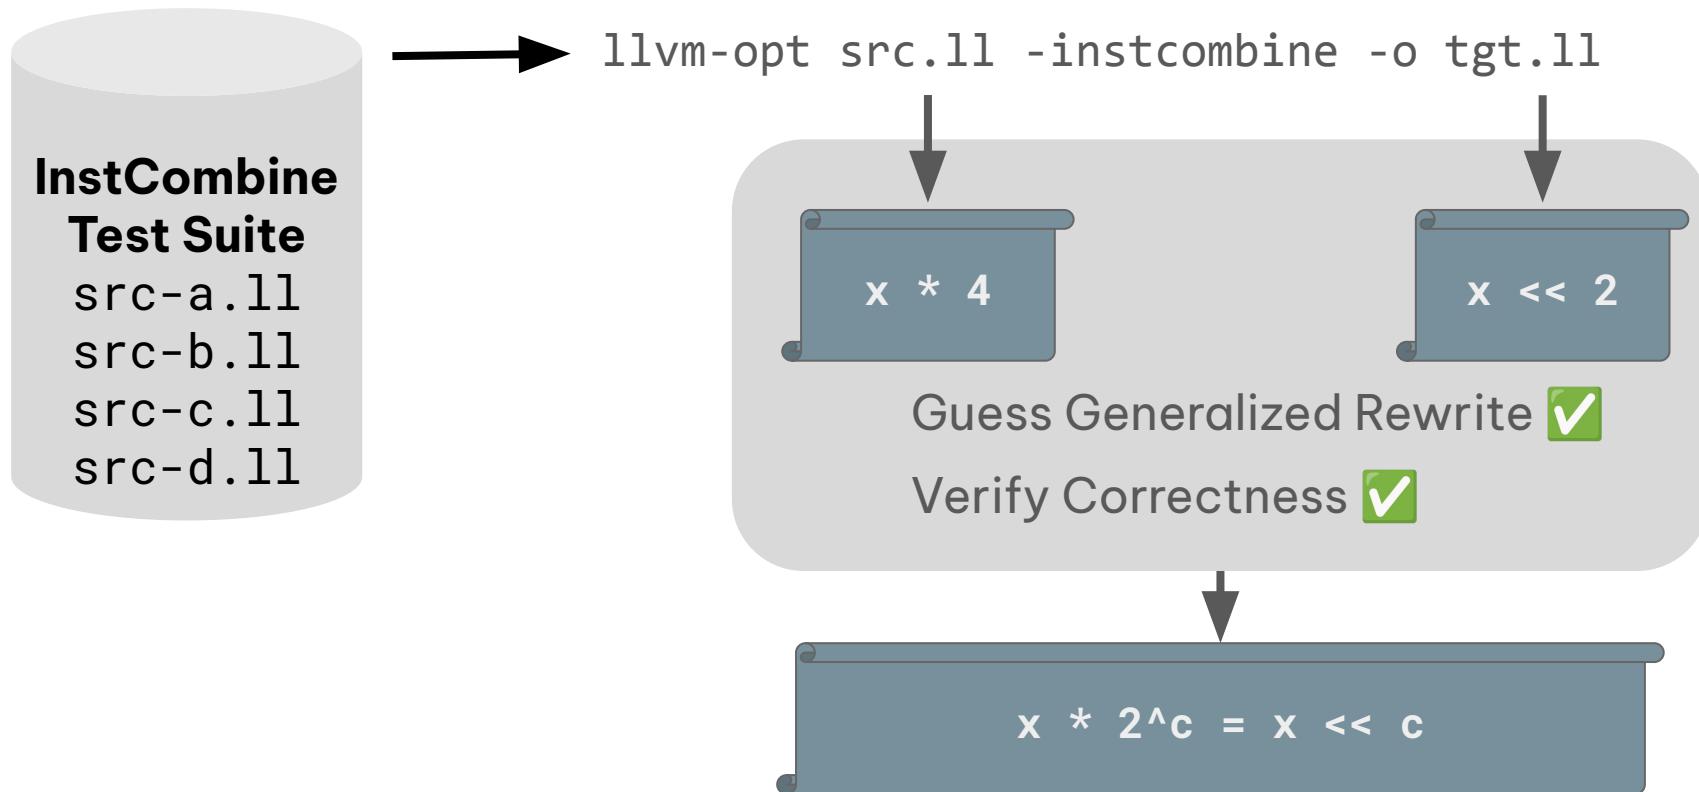 InstCombine
Test Suite
src-a.ll
src-b.ll
src-c.ll
src-d.ll
llvm-opt src.ll -instcombine -o tgt.ll
x * 4
x << 2
Guess Generalized Rewrite ✅
Verify Correctness ✅
x * 2^c = x << c